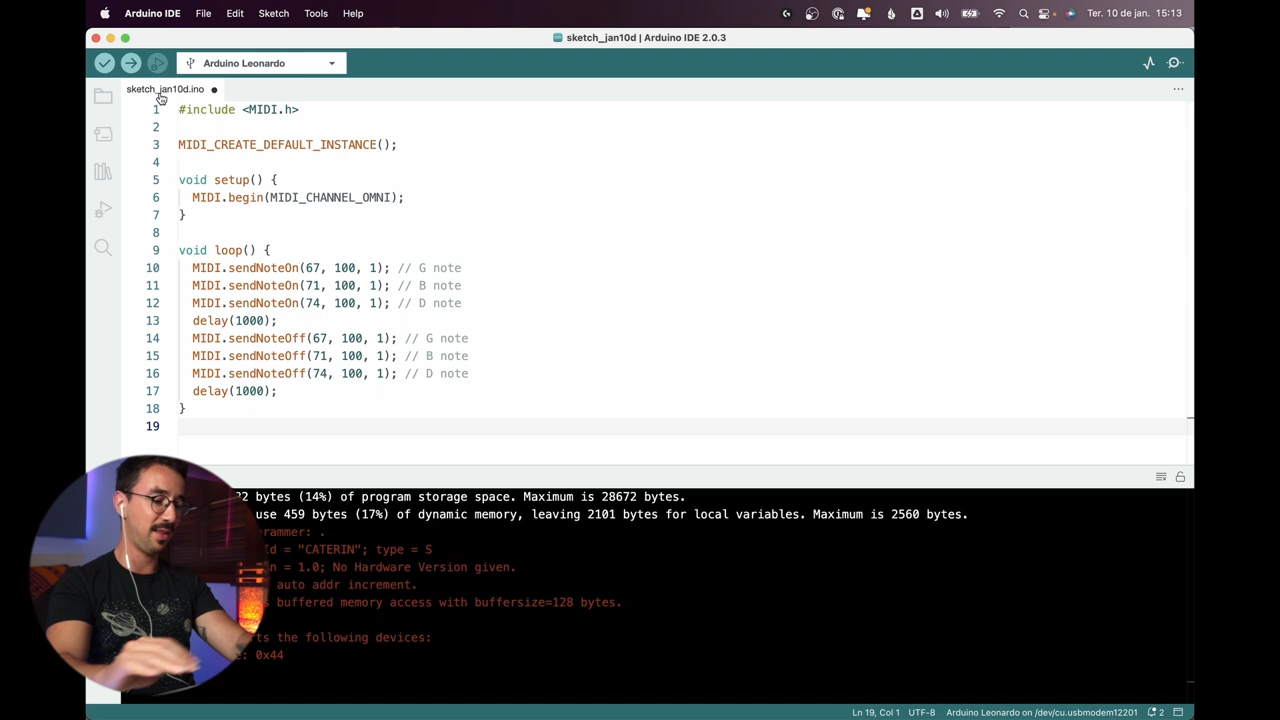 Arduino IDE File Edit Sketch Tools Help Ter. 10 de jan. 15:13
sketch_jan10d | Arduino IDE 2.0.3
Arduino Leonardo
sketch_jan10d.ino
1 #include <MIDI.h>
2
3 MIDI_CREATE_DEFAULT_INSTANCE();
4
5 void setup() {
6 MIDI.begin(MIDI_CHANNEL_OMNI);
7 }
8
9 void loop() {
10 MIDI.sendNoteOn(67, 100, 1); // G note
11 MIDI.sendNoteOn(71, 100, 1); // B note
12 MIDI.sendNoteOn(74, 100, 1); // D note
13 delay(1000);
14 MIDI.sendNoteOff(67, 100, 1); // G note
15 MIDI.sendNoteOff(71, 100, 1); // B note
16 MIDI.sendNoteOff(74, 100, 1); // D note
17 delay(1000);
18 }
19
bytes (14%) of program storage space. Maximum is 28672 bytes.
use 459 bytes (17%) of dynamic memory, leaving 2101 bytes for local variables. Maximum is 2560 bytes.
grammer: .
Id = "CATERIN"; type = S
= 1.0; No Hardware Version given.
auto addr increment.
buffered memory access with buffersize=128 bytes.
the following devices:
: 0x44
Ln 19, Col 1 UTF-8 Arduino Leonardo on /dev/cu.usbmodem12201 2